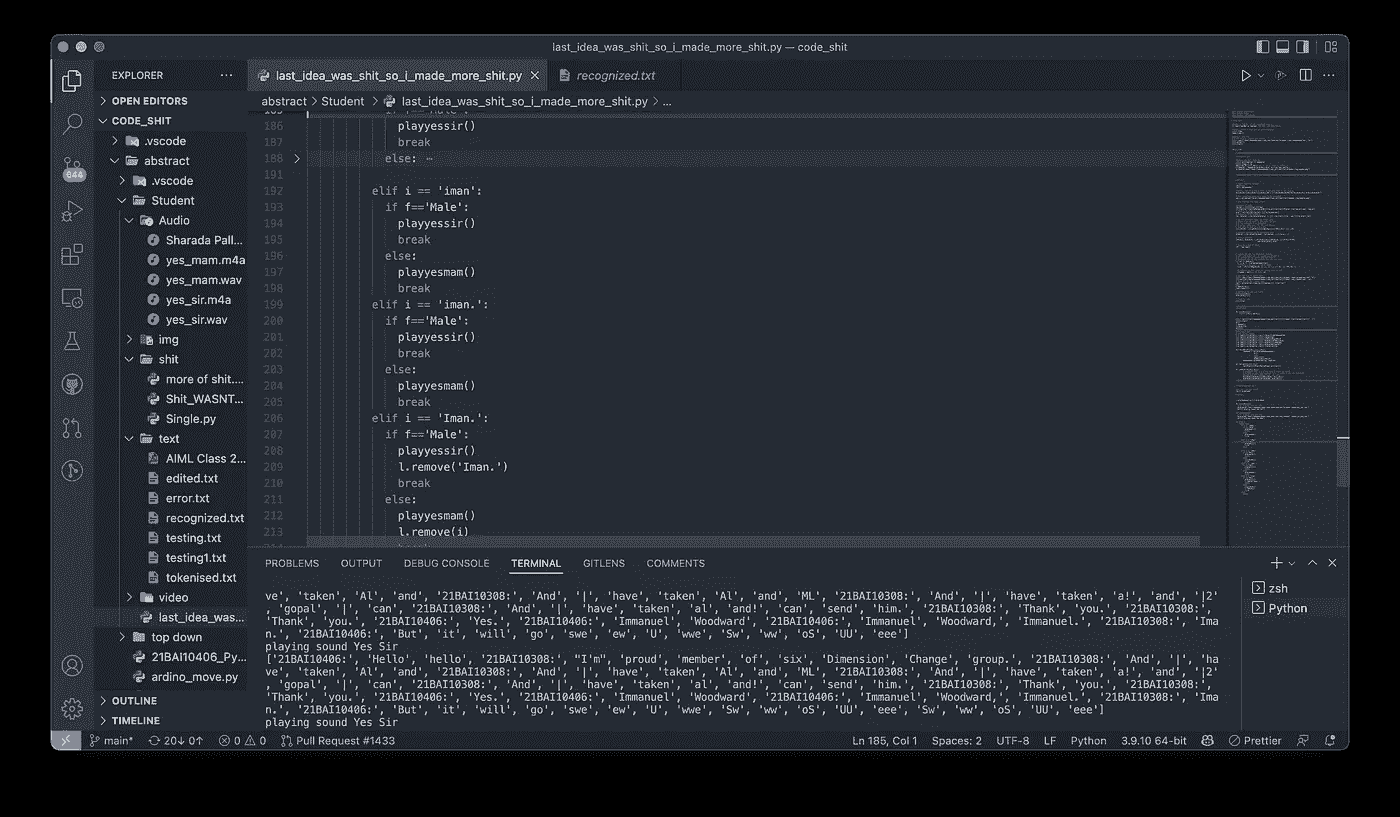 last_idea_was_shit_so_i_made_more_shit.py — code_shit
EXPLORER
OPEN EDITORS
CODE_SHIT
.vscode
abstract
.vscode
Student
Audio
Sharada Pall...
yes_mam.m4a
yes_mam.wav
yes_sir.m4a
yes_sir.wav
img
shit
more of shit....
Shit_WASNT...
Single.py
text
AIML Class 2...
edited.txt
error.txt
recognized.txt
testing.txt
testing1.txt
tokenised.txt
video
last_idea_was...
top down
21BAI10406_Py...
ardino_move.py
OUTLINE
TIMELINE
last_idea_was_shit_so_i_made_more_shit.py
recognized.txt
abstract > Student > last_idea_was_shit_so_i_made_more_shit.py > ...
186 playyessir()
187 break
188 else: ⋯
191
192 elif i == 'iman':
193 if f=='Male':
194 playyessir()
195 break
196 else:
197 playyesmam()
198 break
199 elif i == 'iman.':
200 if f=='Male':
201 playyessir()
202 break
203 else:
204 playyesmam()
205 break
206 elif i == 'Iman.':
207 if f=='Male':
208 playyessir()
209 l.remove('Iman.')
210 break
211 else:
212 playyesmam()
213 l.remove(i)
PROBLEMS OUTPUT DEBUG CONSOLE TERMINAL GITLENS COMMENTS
ve', 'taken', 'Al', 'and', '21BAI10308:', 'And', '|', 'have', 'taken', 'Al', 'and', 'ML', '21BAI10308:', 'And', '|', 'have', 'taken', 'a!', 'and', '|2'
, 'gopal', '|', 'can', '21BAI10308:', 'And', '|', 'have', 'taken', 'al', 'and!', 'can', 'send', 'him.', '21BAI10308:', 'Thank', 'you.', '21BAI10308:',
'Thank', 'you.', '21BAI10406:', 'Yes.', '21BAI10406:', 'Immanuel', 'Woodward', '21BAI10406:', 'Immanuel', 'Woodward,', 'Immanuel.', '21BAI10308:', 'Ima
n.', '21BAI10406:', 'But', 'it', 'will', 'go', 'swe', 'ew', 'U', 'wwe', 'Sw', 'ww', 'oS', 'UU', 'eee']
playing sound Yes Sir
['21BAI10406:', 'Hello', 'hello', '21BAI10308:', "I'm", 'proud', 'member', 'of', 'six', 'Dimension', 'Change', 'group.', '21BAI10308:', 'And', '|', 'ha
ve', 'taken', 'Al', 'and', '21BAI10308:', 'And', '|', 'have', 'taken', 'Al', 'and', 'ML', '21BAI10308:', 'And', '|', 'have', 'taken', 'a!', 'and', '|2'
, 'gopal', '|', 'can', '21BAI10308:', 'And', '|', 'have', 'taken', 'al', 'and!', 'can', 'send', 'him.', '21BAI10308:', 'Thank', 'you.', '21BAI10308:',
'Thank', 'you.', '21BAI10406:', 'Yes.', '21BAI10406:', 'Immanuel', 'Woodward', '21BAI10406:', 'Immanuel', 'Woodward,', 'Immanuel.', '21BAI10308:', 'Ima
n.', '21BAI10406:', 'But', 'it', 'will', 'go', 'swe', 'ew', 'U', 'wwe', 'Sw', 'ww', 'oS', 'UU', 'eee', 'Sw', 'ww', 'oS', 'UU', 'eee']
playing sound Yes Sir
zsh
Python
main* 20↓ 0↑ 0 0 Pull Request #1433 Ln 185, Col 1 Spaces: 2 UTF-8 LF Python 3.9.10 64-bit Prettier